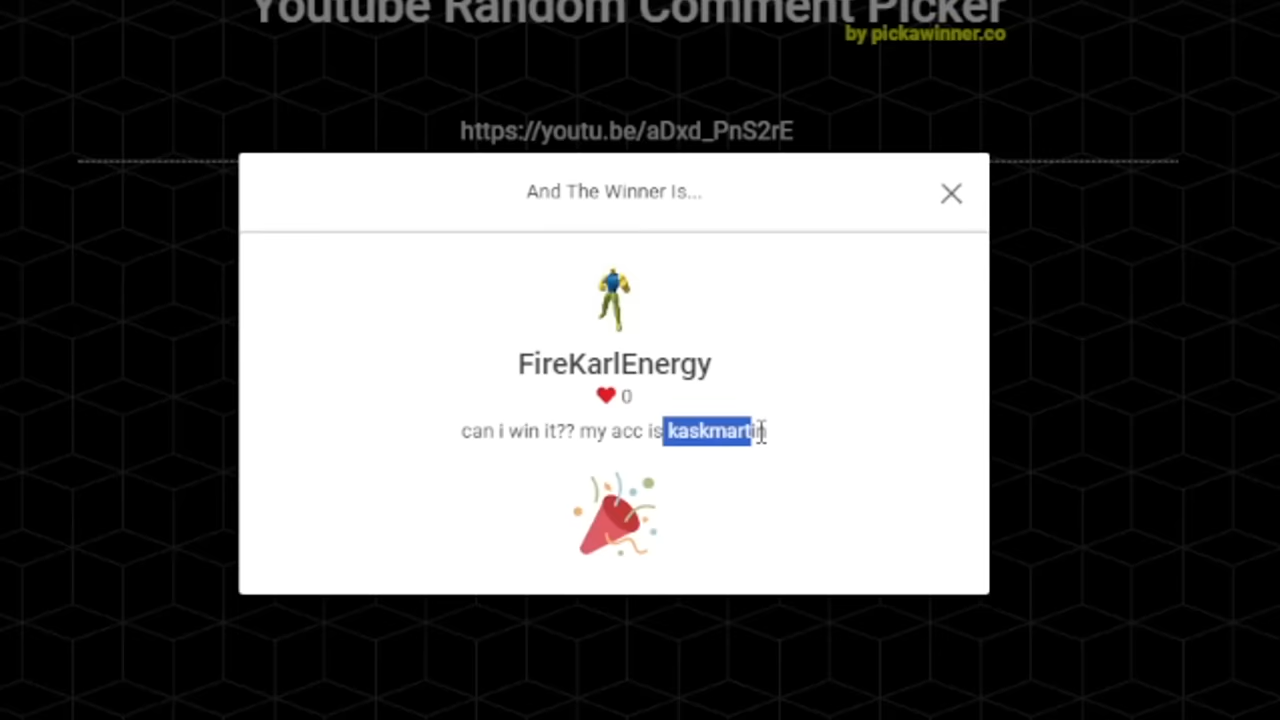 Youtube Random Comment Picker
by pickawinner.co
https://youtu.be/aDxd_PnS2rE
And The Winner Is...
FireKarlEnergy
0
can i win it?? my acc is kaskmartin